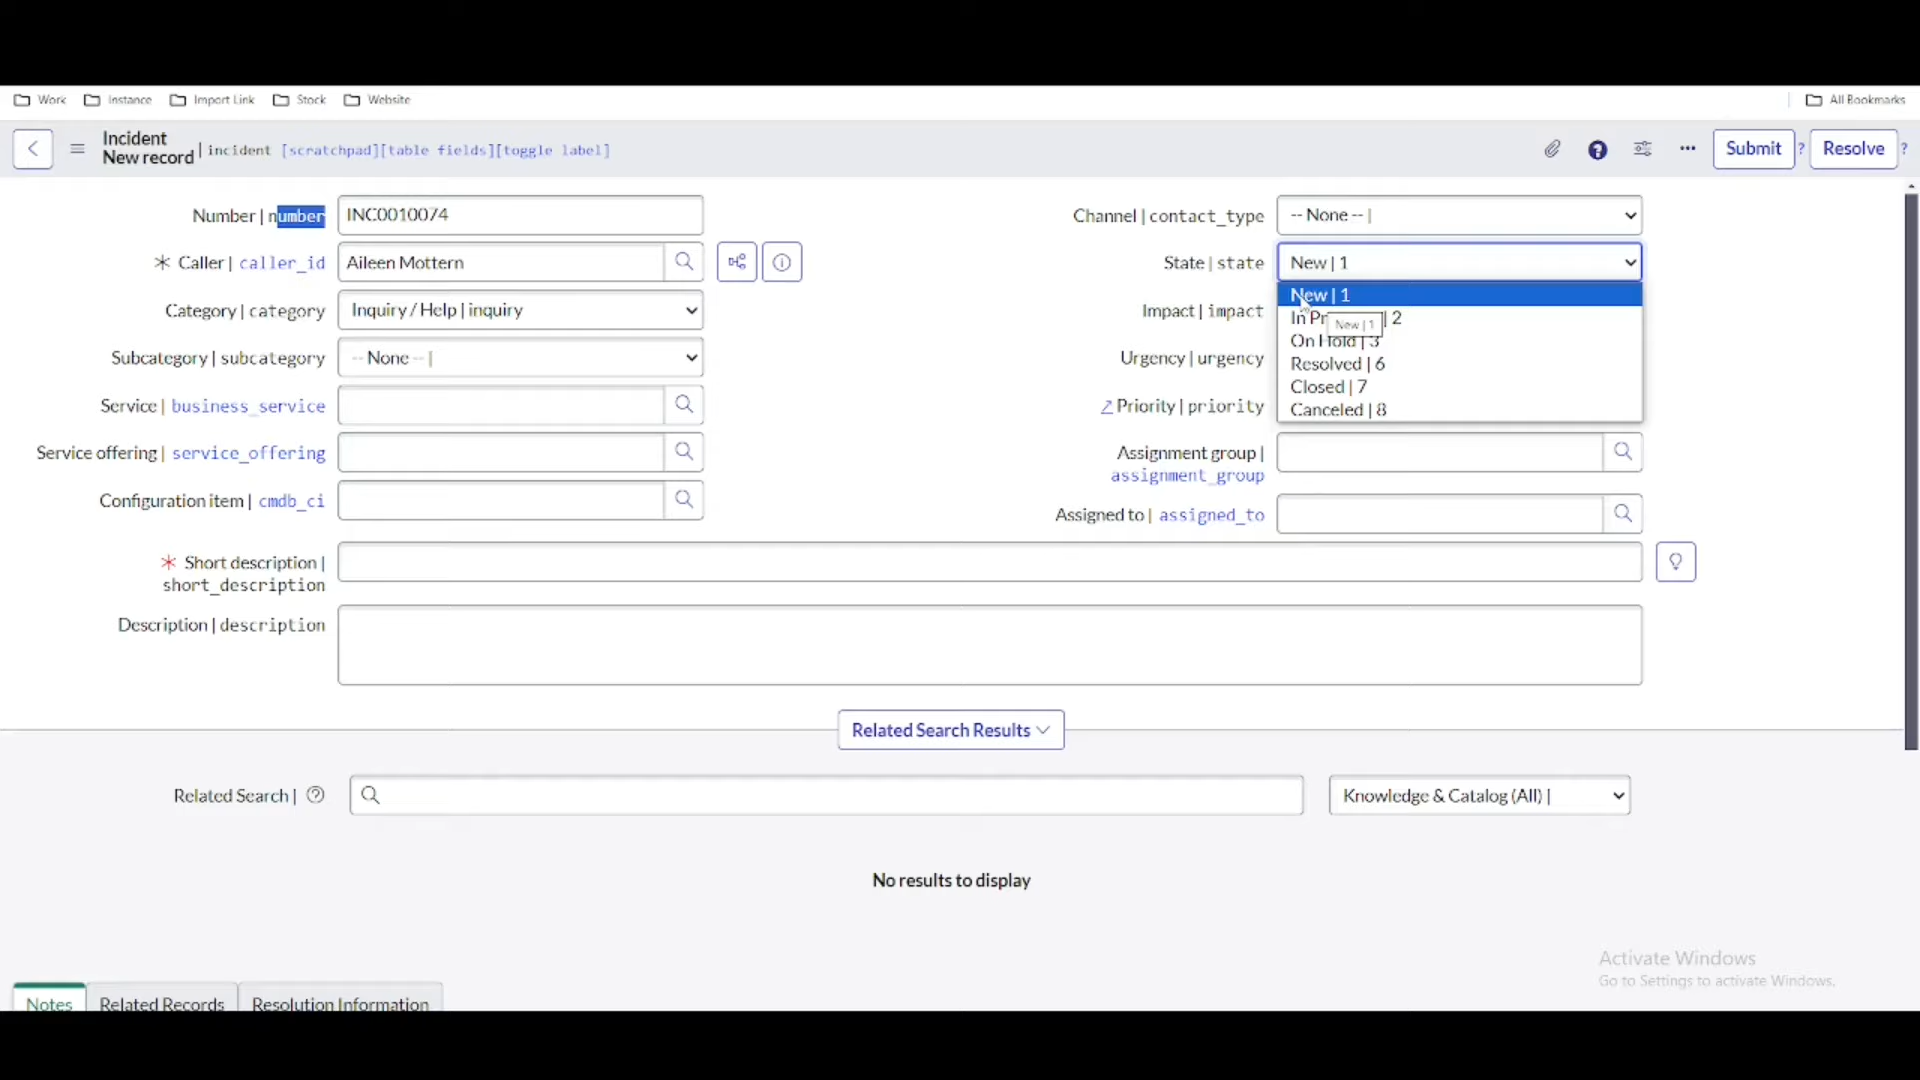 Work Instance Import Link Stock Website All Bookmarks
Incident
New record | incident [scratchpad][table fields][toggle label] ? Submit ? Resolve ?
Number | number INC0010074 Channel | contact_type -- None -- |
* Caller | caller_id Aileen Mottern State | state New | 1
New | 1
Category | category Inquiry / Help | inquiry Impact | impact
In Pr | 2
New | 1
On Hold | 3
Subcategory | subcategory -- None -- | Urgency | urgency Resolved | 6
Closed | 7
Service | business_service Priority | priority Canceled | 8
Service offering | service_offering Assignment group |
assignment_group
Configuration item | cmdb_ci Assigned to | assigned_to
* Short description |
short_description
Description | description
Related Search Results
Related Search | ? Knowledge & Catalog (All) |
No results to display
Activate Windows
Go to Settings to activate Windows.
Notes Related Records Resolution Information